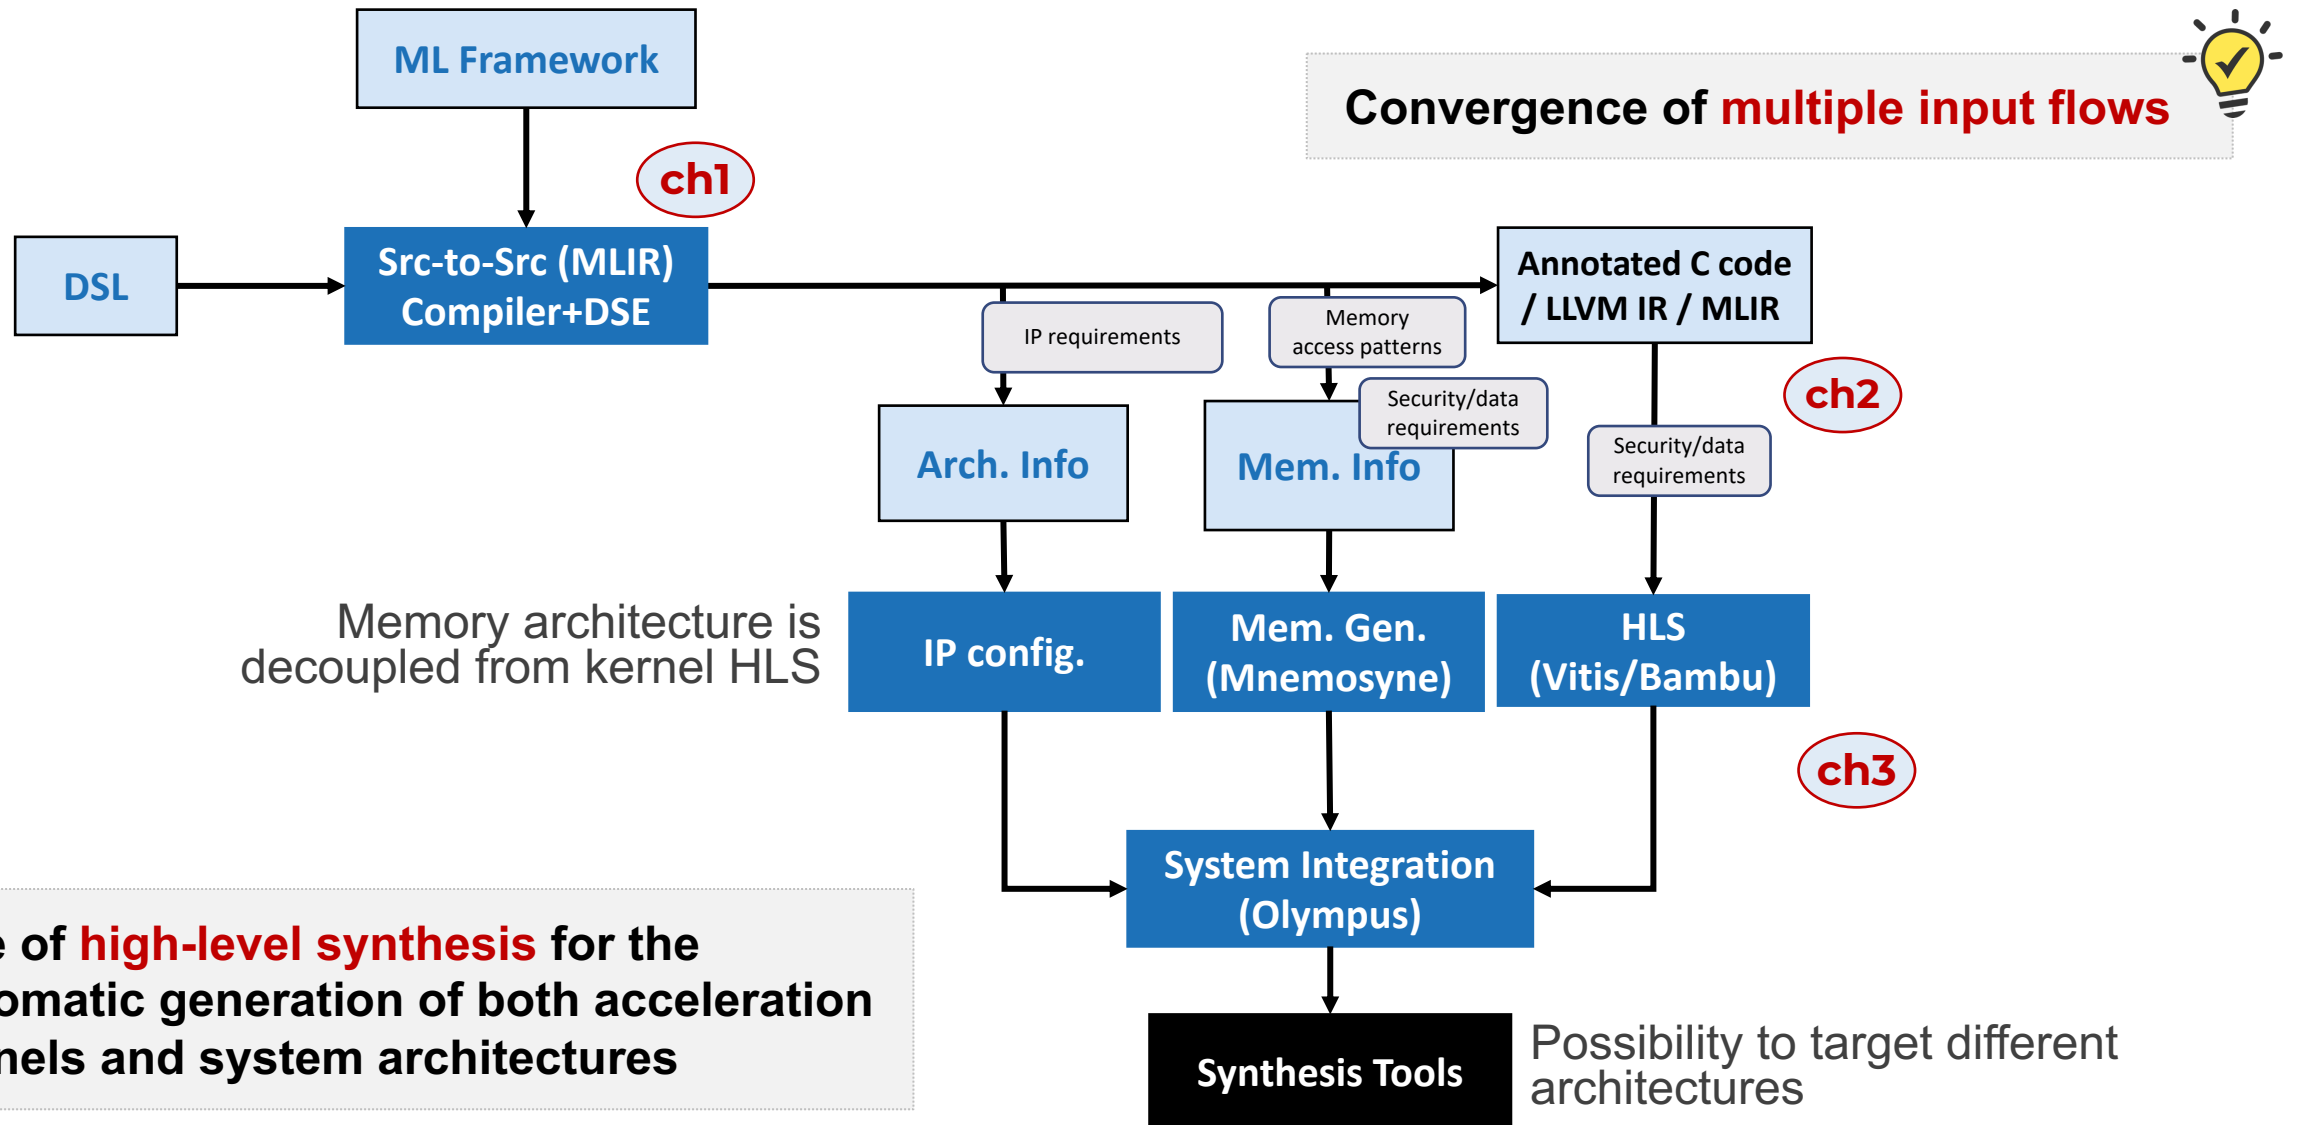 ML Framework
Convergence of multiple input flows
ch1
DSL
Src-to-Src (MLIR)
Compiler+DSE
Annotated C code
/ LLVM IR / MLIR
IP requirements
Memory
access patterns
Security/data
requirements
ch2
Security/data
requirements
Arch. Info
Mem. Info
Memory architecture is
decoupled from kernel HLS
IP config.
Mem. Gen.
(Mnemosyne)
HLS
(Vitis/Bambu)
ch3
System Integration
(Olympus)
of high-level synthesis for the
generation of both acceleration
and system architectures
Synthesis Tools
Possibility to target different
architectures